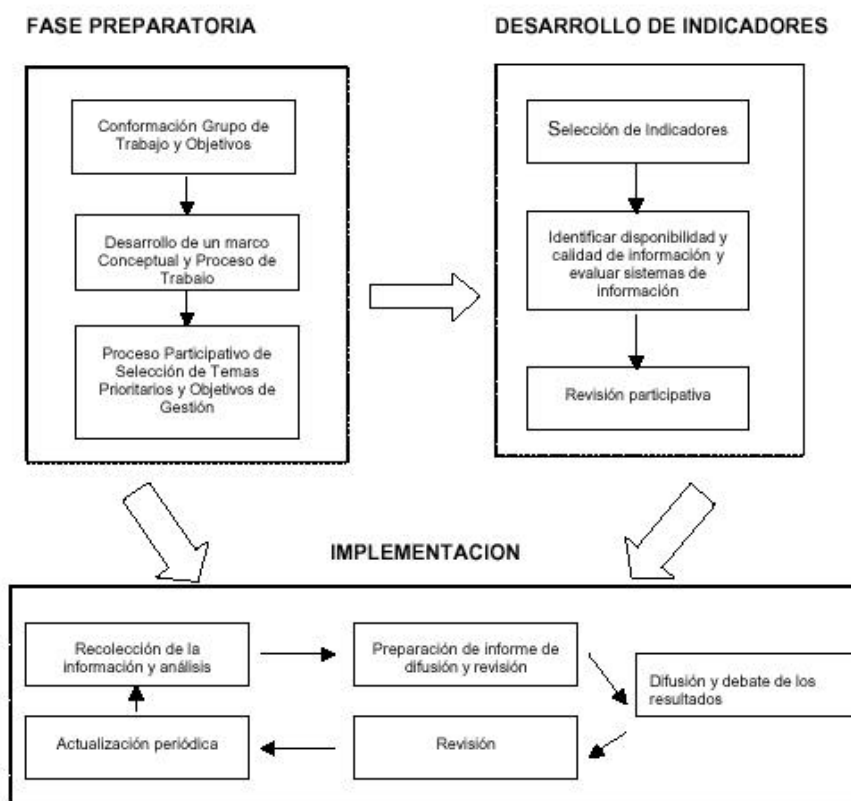 FASE PREPARATORIA
Conformación Grupo de
Trabajo y Objetivos
Desarrollo de un marco
Conceptual y Proceso de
Trabaio
Proceso Participativo de
Selección de Temas
Prioritarios y Objetivos de
Gestión
DESARROLLO DE INDICADORES
Selección de Indicadores
Identificar disponibilidad y
calidad de información y
evaluar sistemas de
información
Revisión participativa
IMPLEMENTACION
Recolección de la
información y análisis
Preparación de informe de
difusión y revisión
Difusión y debate de los
resultados
Revisión
Actualización periódica